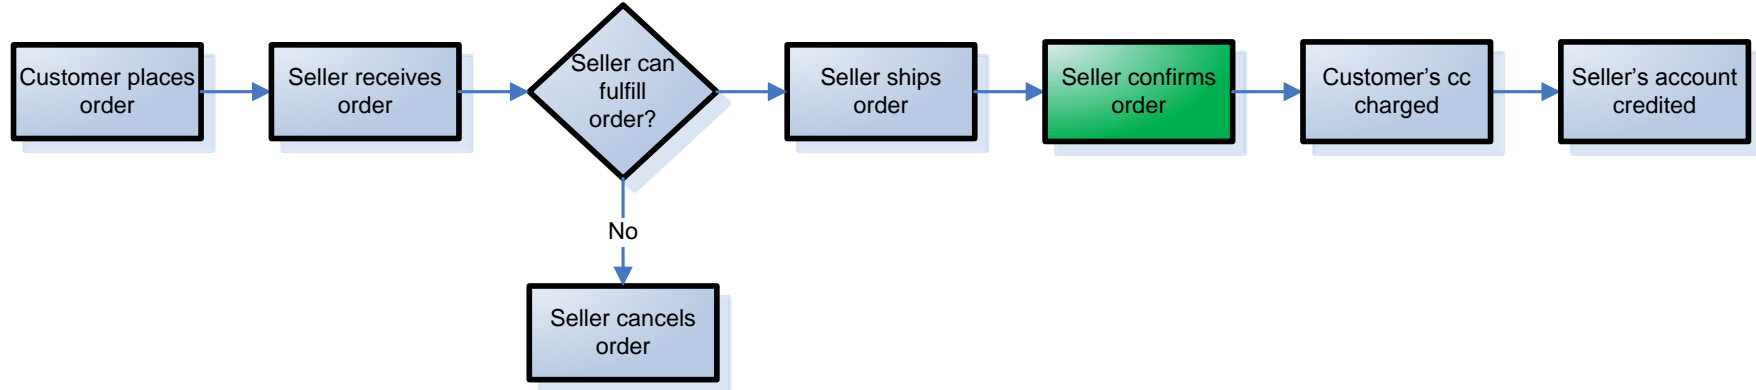 Customer places
order
Seller receives
order
Seller can
fulfill
order?
Seller ships
order
Seller confirms
order
Customer's cc
charged
Seller's account
credited
No
Seller cancels
order